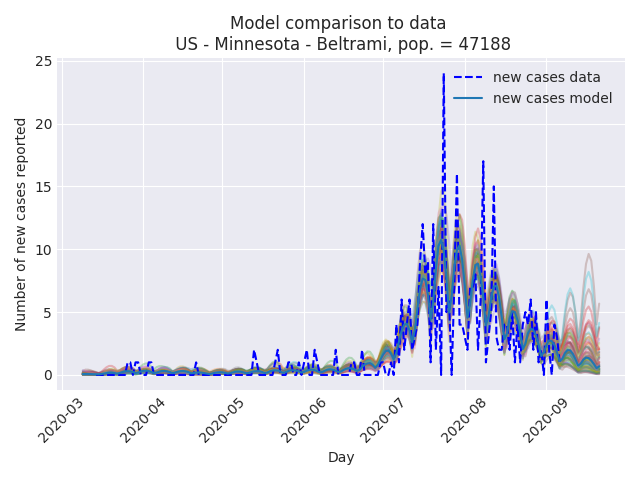 Model comparison to data
US - Minnesota - Beltrami, pop. = 47188
new cases data
new cases model
Number of new cases reported
25
20
15
10
5
0
2020-03
2020-04
2020-05
2020-06
2020-07
2020-08
2020-09
Day